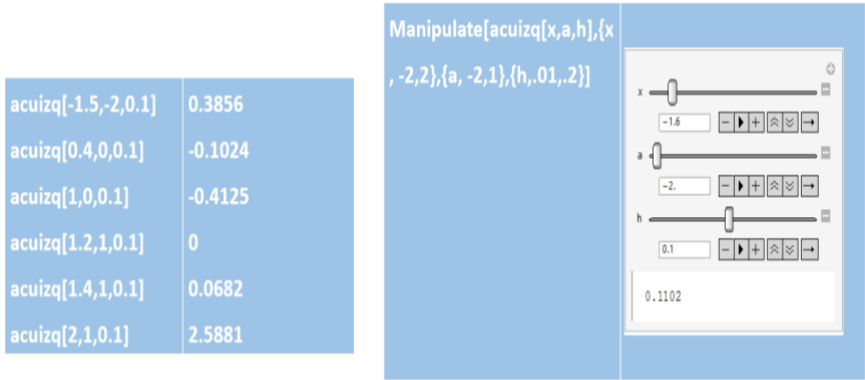 acuizq[-1.5,-2,0.1] 0.3856
acuizq[0.4,0,0.1] -0.1024
acuizq[1,0,0.1] -0.4125
acuizq[1.2,1,0.1] 0
acuizq[1.4,1,0.1] 0.0682
acuizq[2,1,0.1] 2.5881
Manipulate[acuizq[x,a,h],{x
, -2,2},{a, -2,1},{h,.01,.2}]
x
-1.6
a
-2.
h
0.1
0.1102